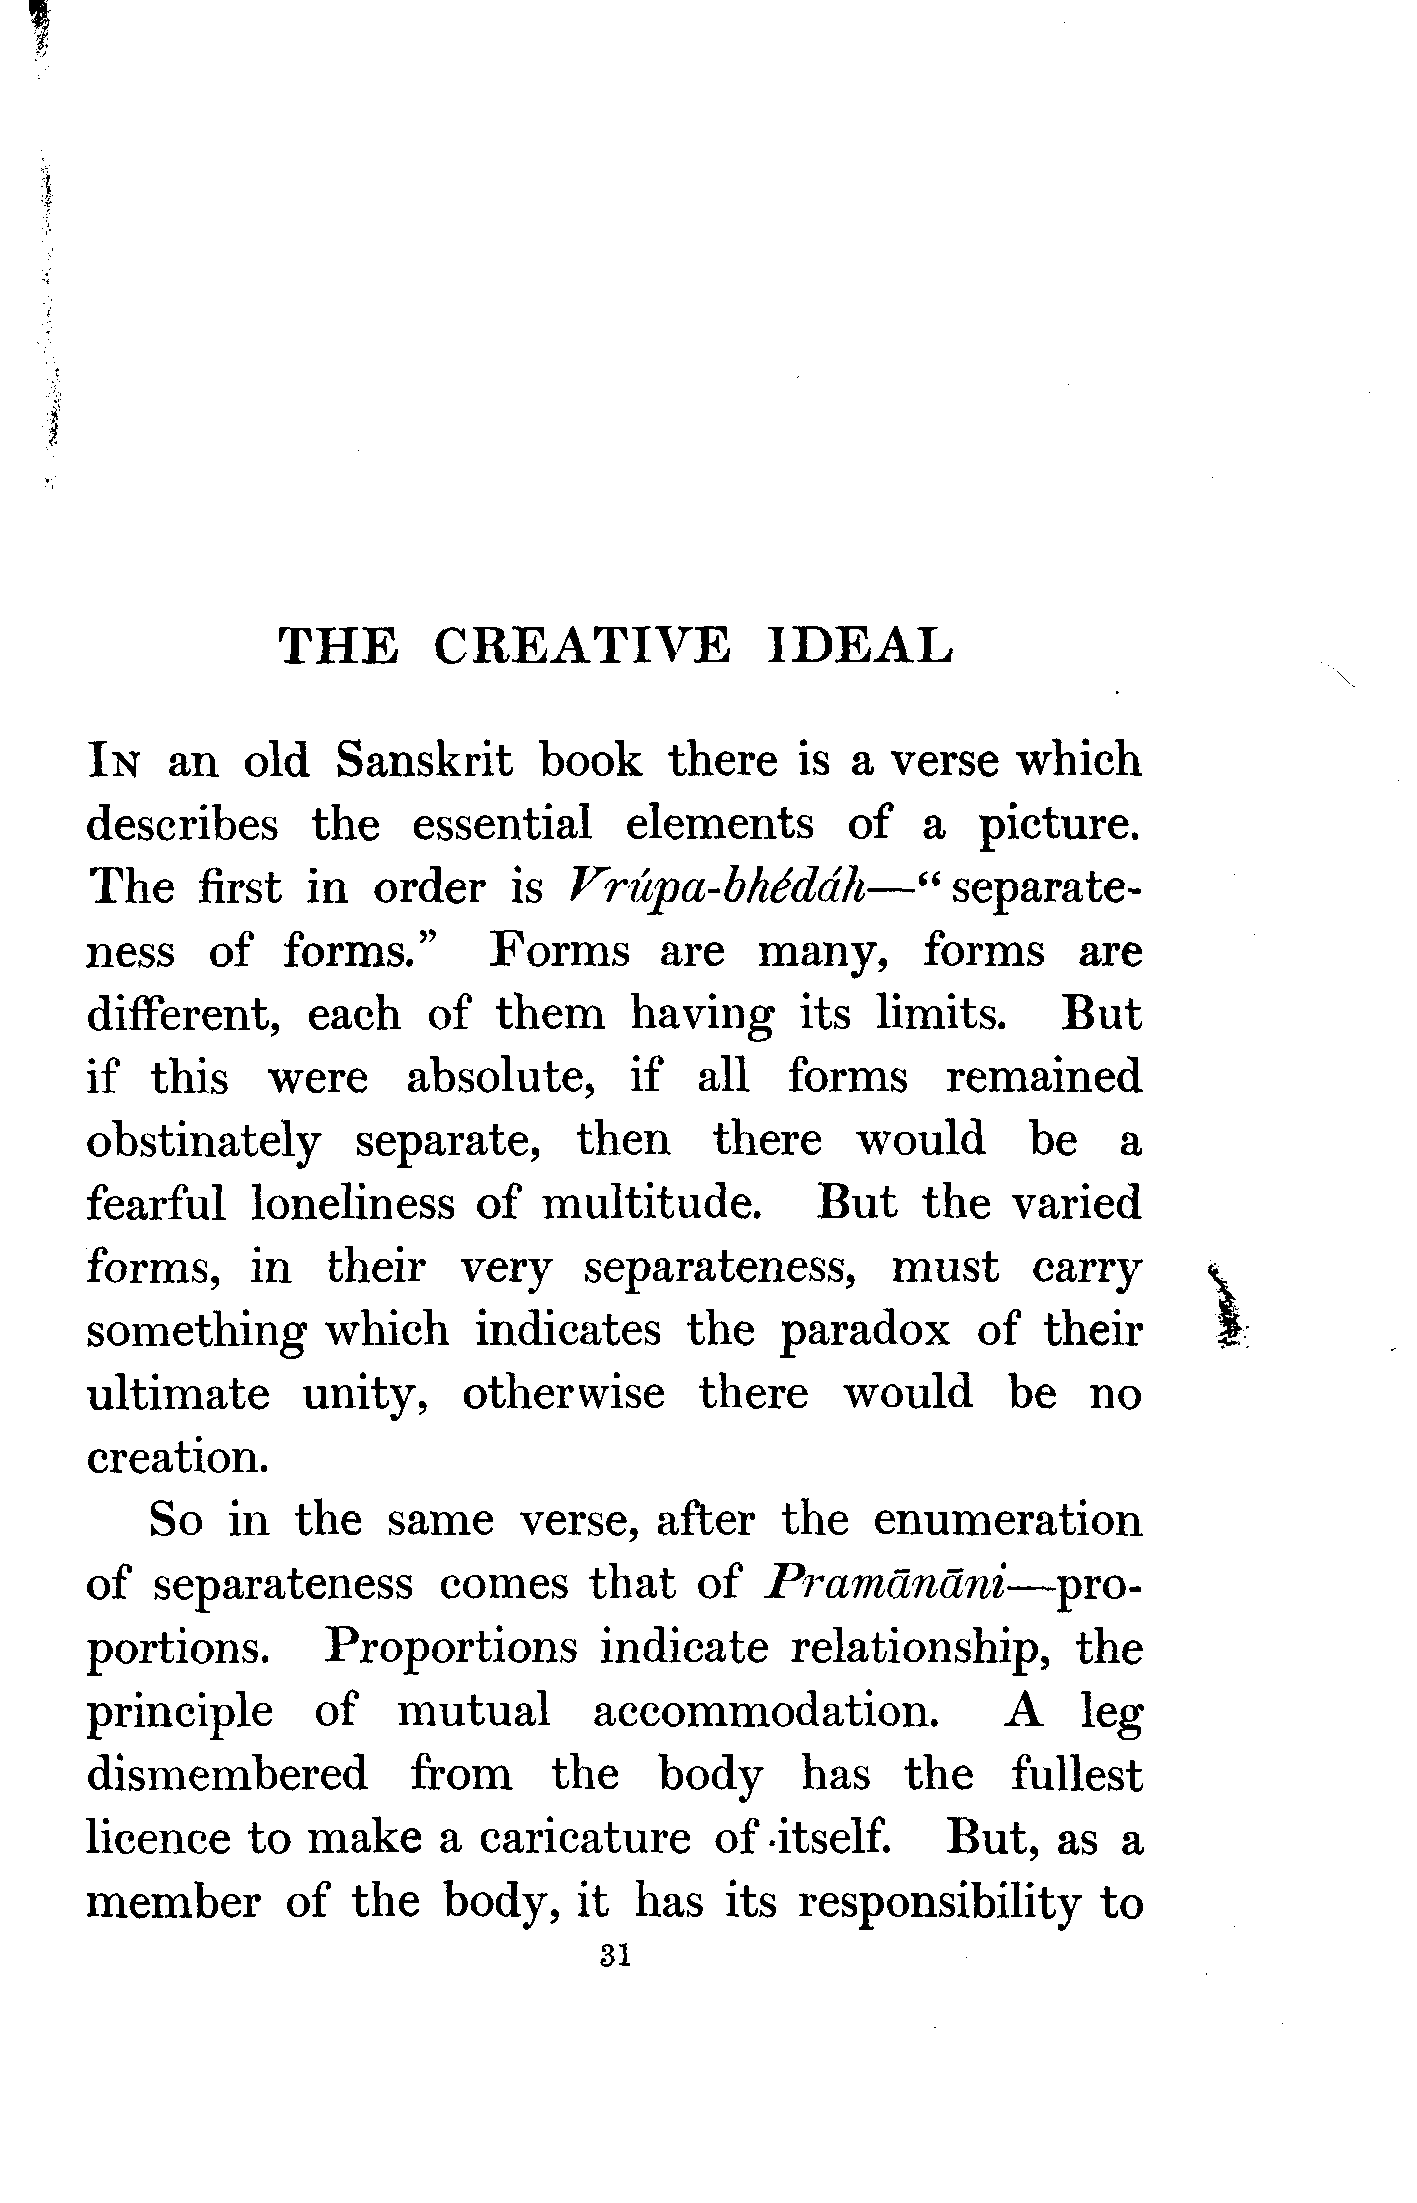 THE CREATIVE IDEAL
IN an old Sanskrit book there is a verse which
describes the essential elements of a picture.
The first in order is Vrúpa-bhédáh—“ separate-
ness of forms.” Forms are many, forms are
different, each of them having its limits. But
if this were absolute, if all forms remained
obstinately separate, then there would be a
fearful loneliness of multitude. But the varied
forms, in their very separateness, must carry
something which indicates the paradox of their
ultimate unity, otherwise there would be no
creation.
So in the same verse, after the enumeration
of separateness comes that of Pramānāni—pro-
portions. Proportions indicate relationship, the
principle of mutual accommodation. A leg
dismembered from the body has the fullest
licence to make a caricature of itself. But, as a
member of the body, it has its responsibility to
31